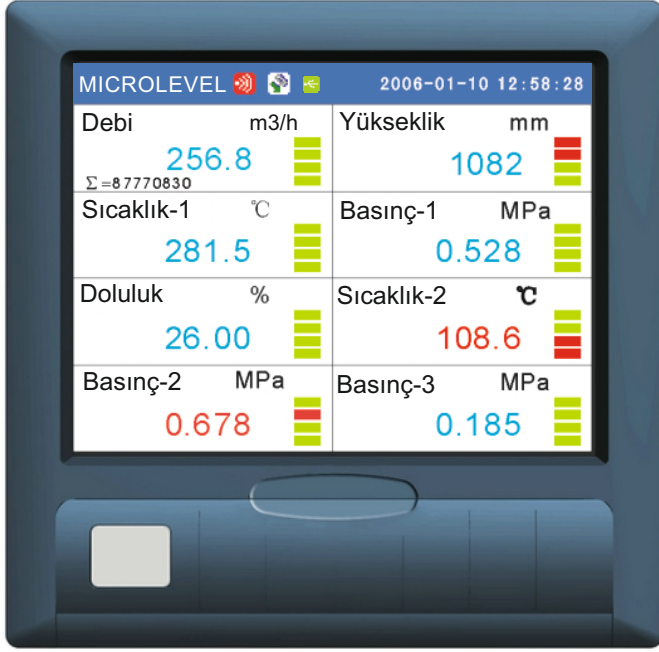 MICROLEVEL 2006-01-10 12:58:28
Debi m3/h
256.8
Σ=87770830
Yükseklik mm
1082
Sıcaklık-1 ℃
281.5
Basınç-1 MPa
0.528
Doluluk %
26.00
Sıcaklık-2 ℃
108.6
Basınç-2 MPa
0.678
Basınç-3 MPa
0.185